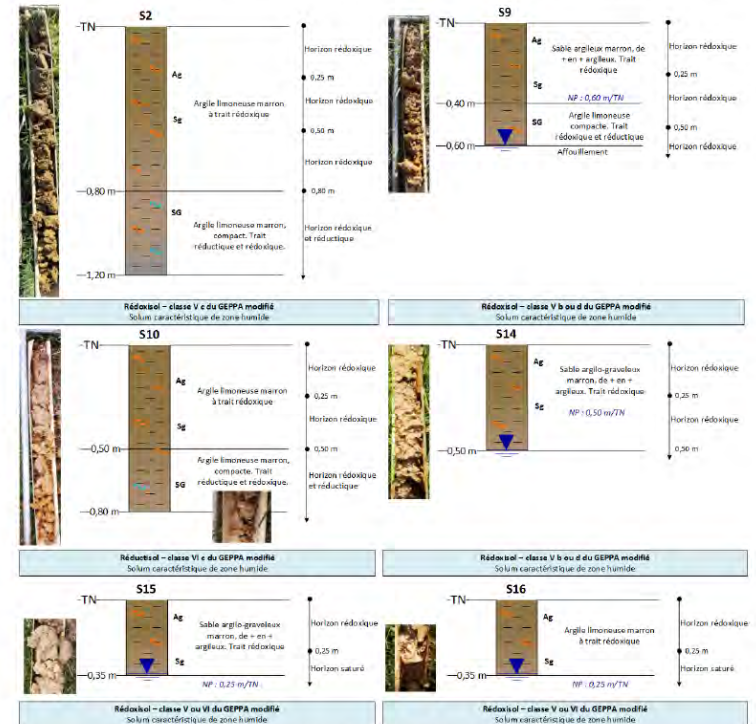 S2
TN
Ag
Sg
SG
Argile limoneuse marron
à trait rédoxique
0,80 m
Argile limoneuse marron,
compact. Trait
réductique et rédoxique.
1,20 m
Horizon rédoxique
0,25 m
Horizon rédoxique
0,50 m
Horizon rédoxique
0,80 m
Horizon rédoxique
et réductique
Rédoxisol – classe V c du GEPPA modifié
Solum caractéristique de zone humide
S9
TN
Ag
Sg
SG
Sable argileux marron, de
+ en + argileux. Trait
rédoxique
NP : 0,60 m/TN
0,40 m
Argile limoneuse
compacte. Trait
rédoxique et réductique
0,60 m
Affouillement
Horizon rédoxique
0,25 m
Horizon rédoxique
0,50 m
Horizon rédoxique
Rédoxisol – classe V b ou d du GEPPA modifié
Solum caractéristique de zone humide
S10
TN
Ag
Sg
SG
Argile limoneuse marron
à trait rédoxique
0,50 m
Argile limoneuse marron,
compacte. Trait
réductique et rédoxique.
0,80 m
Horizon rédoxique
0,25 m
Horizon rédoxique
0,50 m
Horizon rédoxique
et réductique
Réductisol – classe VI c du GEPPA modifié
Solum caractéristique de zone humide
S14
TN
Ag
Sg
Sable argilo-graveleux
marron, de + en +
argileux. Trait rédoxique
NP : 0,50 m/TN
0,50 m
Horizon rédoxique
0,25 m
Horizon rédoxique
0,50 m
Rédoxisol – classe V b ou d du GEPPA modifié
Solum caractéristique de zone humide
S15
TN
Ag
Sg
Sable argilo-graveleux
marron, de + en +
argileux. Trait rédoxique
0,35 m
NP : 0,25 m/TN
Horizon rédoxique
0,25 m
Horizon saturé
Rédoxisol – classe V ou VI du GEPPA modifié
Solum caractéristique de zone humide
S16
TN
Ag
Sg
Argile limoneuse marron
à trait rédoxique
0,35 m
NP : 0,25 m/TN
Horizon rédoxique
0,25 m
Horizon saturé
Rédoxisol – classe V ou VI du GEPPA modifié
Solum caractéristique de zone humide